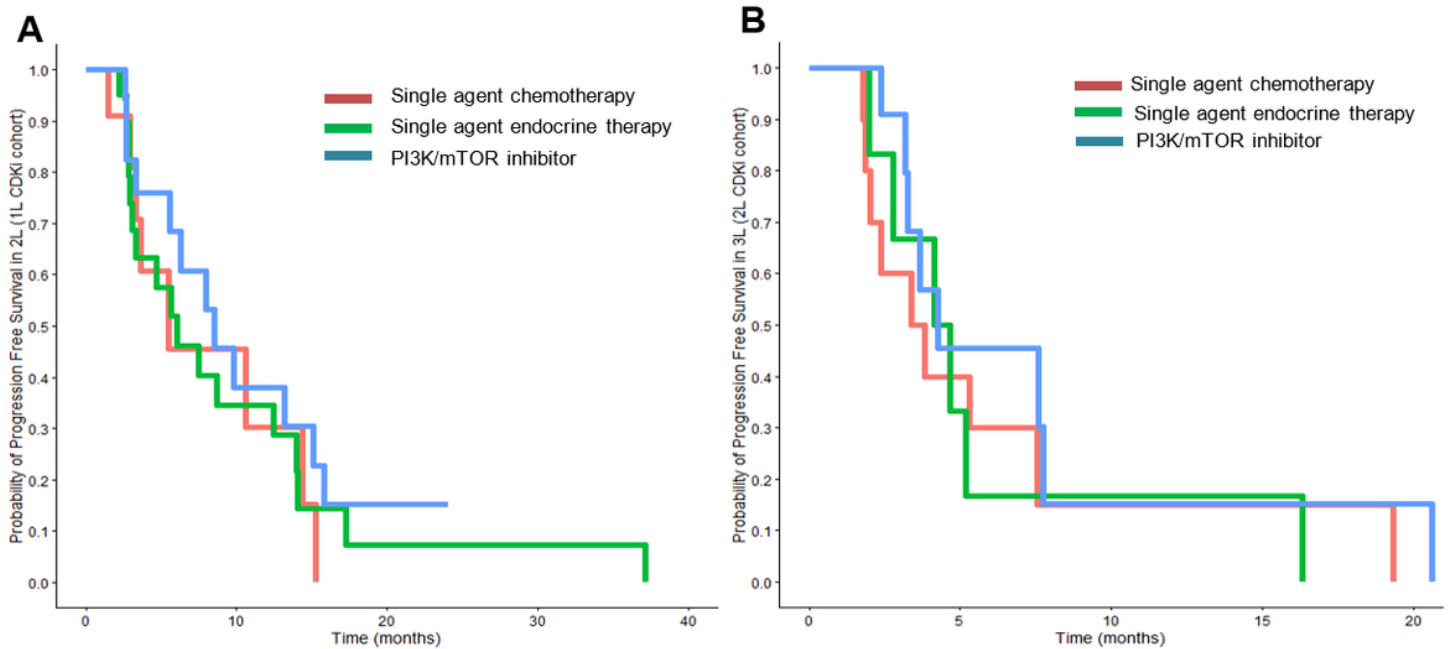 A
Probability of Progression Free Survival in 2L (1L CDKi cohort)
1.0
0.9
0.8
0.7
0.6
0.5
0.4
0.3
0.2
0.1
0.0
Single agent chemotherapy
Single agent endocrine therapy
PI3K/mTOR inhibitor
0 10 20 30 40
Time (months)
B
Probability of Progression Free Survival in 3L (2L CDKi cohort)
1.0
0.9
0.8
0.7
0.6
0.5
0.4
0.3
0.2
0.1
0.0
Single agent chemotherapy
Single agent endocrine therapy
PI3K/mTOR inhibitor
0 5 10 15 20
Time (months)